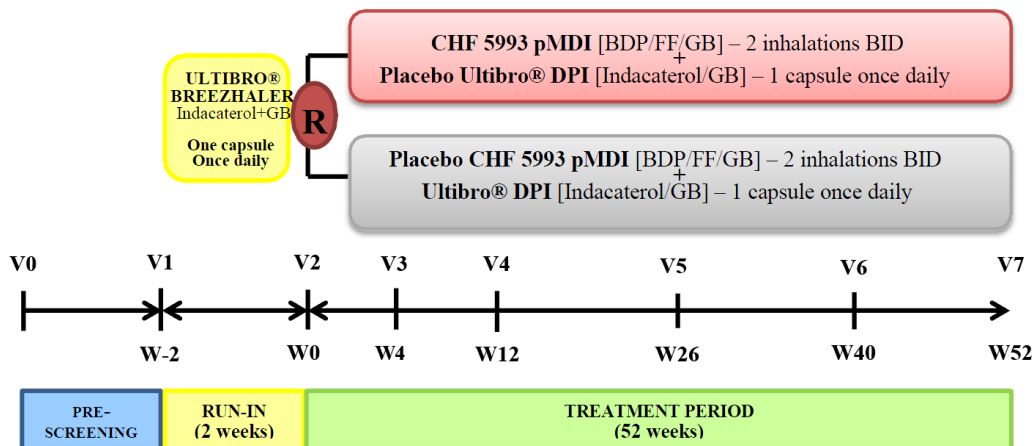 CHF 5993 pMDI [BDP/FF/GB] – 2 inhalations BID
+
Placebo Ultibro® DPI [Indacaterol/GB] – 1 capsule once daily
ULTIBRO®
BREEZHALER
Indacaterol+GB
One capsule
Once daily
R
Placebo CHF 5993 pMDI [BDP/FF/GB] – 2 inhalations BID
+
Ultibro® DPI [Indacaterol/GB] – 1 capsule once daily
V0 V1 V2 V3 V4 V5 V6 V7
W-2 W0 W4 W12 W26 W40 W52
PRE-
SCREENING
RUN-IN
(2 weeks)
TREATMENT PERIOD
(52 weeks)